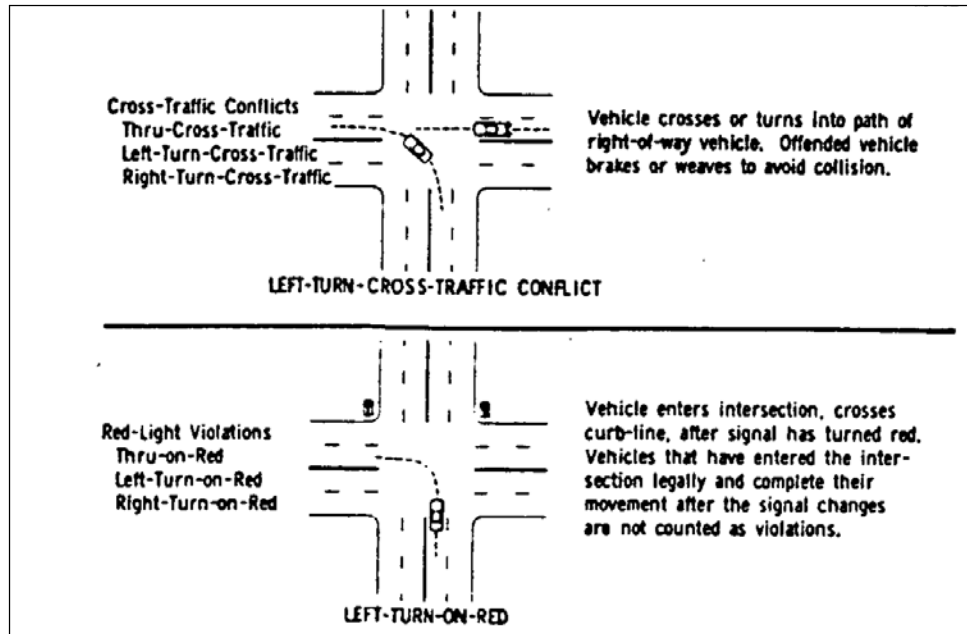 Cross-Traffic Conflicts
Thru-Cross-Traffic
Left-Turn-Cross-Traffic
Right-Turn-Cross-Traffic
Vehicle crosses or turns into path of
right-of-way vehicle. Offended vehicle
brakes or weaves to avoid collision.
LEFT-TURN-CROSS-TRAFFIC CONFLICT
Red-Light Violations
Thru-on-Red
Left-Turn-on-Red
Right-Turn-on-Red
Vehicle enters intersection, crosses
curb-line, after signal has turned red.
Vehicles that have entered the inter-
section legally and complete their
movement after the signal changes
are not counted as violations.
LEFT-TURN-ON-RED